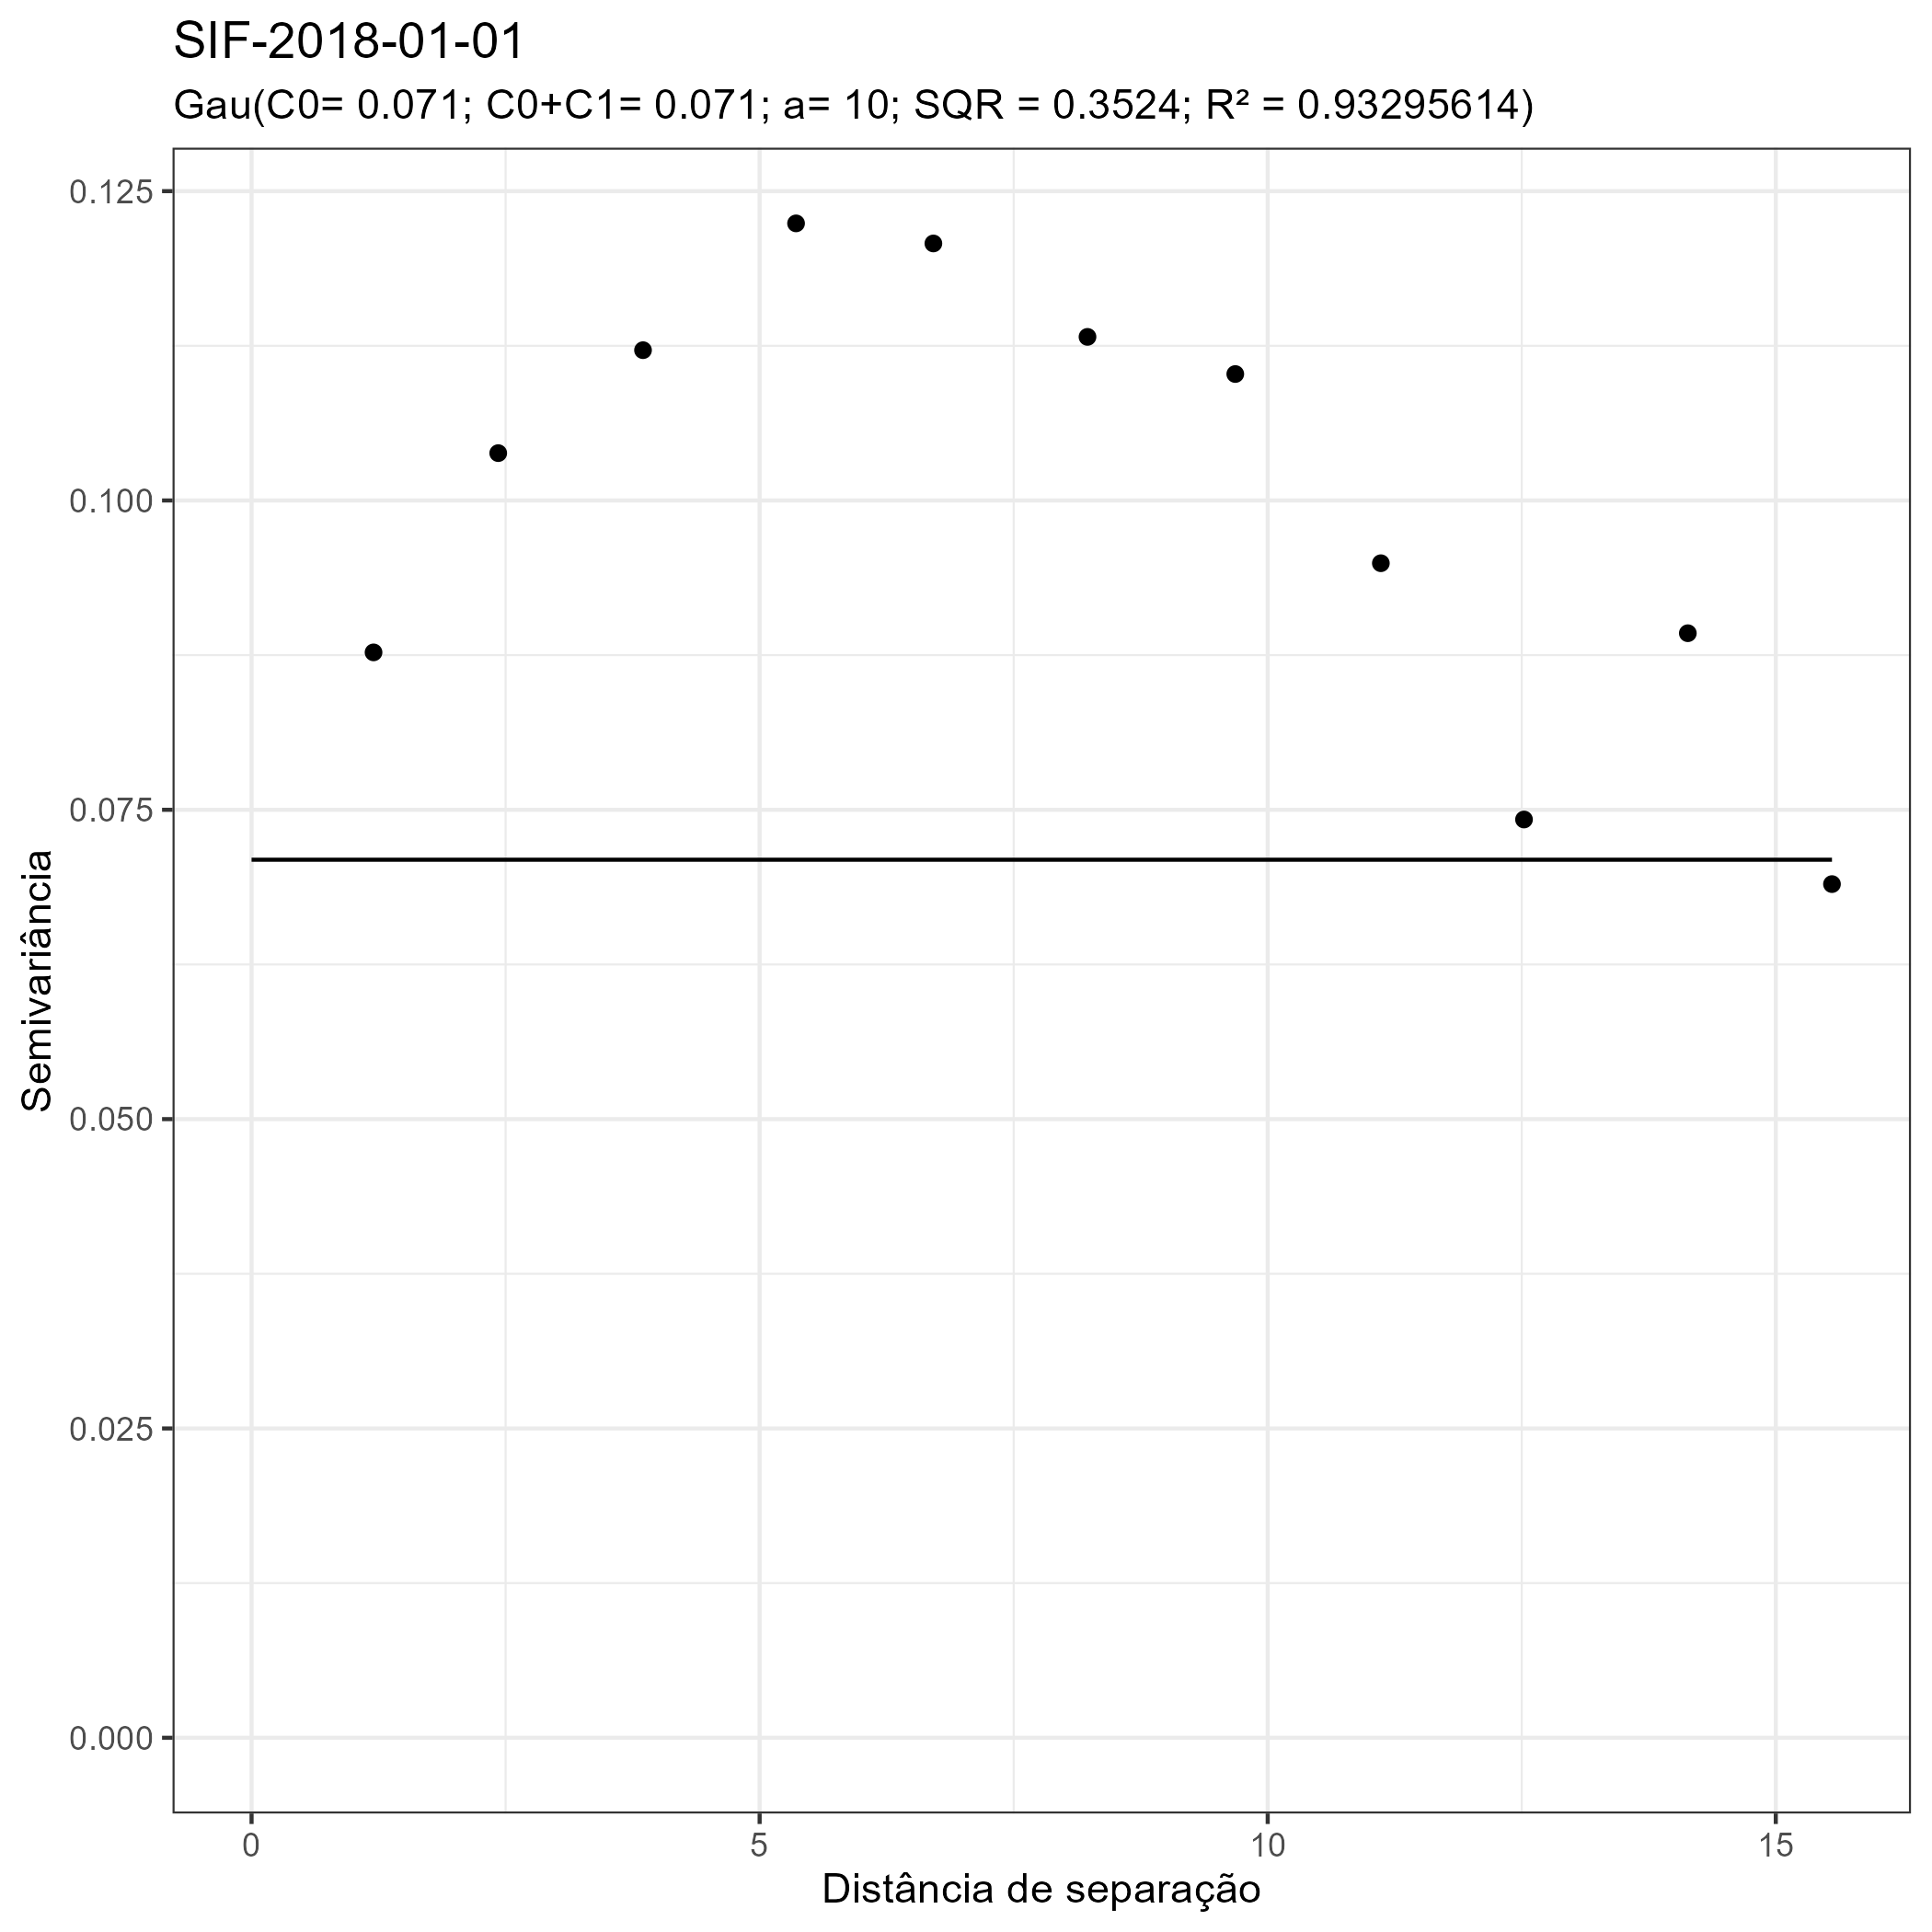 SIF-2018-01-01
Gau(C0= 0.071; C0+C1= 0.071; a= 10; SQR = 0.3524; R² = 0.93295614)
0.125
0.100
0.075
0.050
0.025
0.000
Semivariância
0 5 10 15
Distância de separação